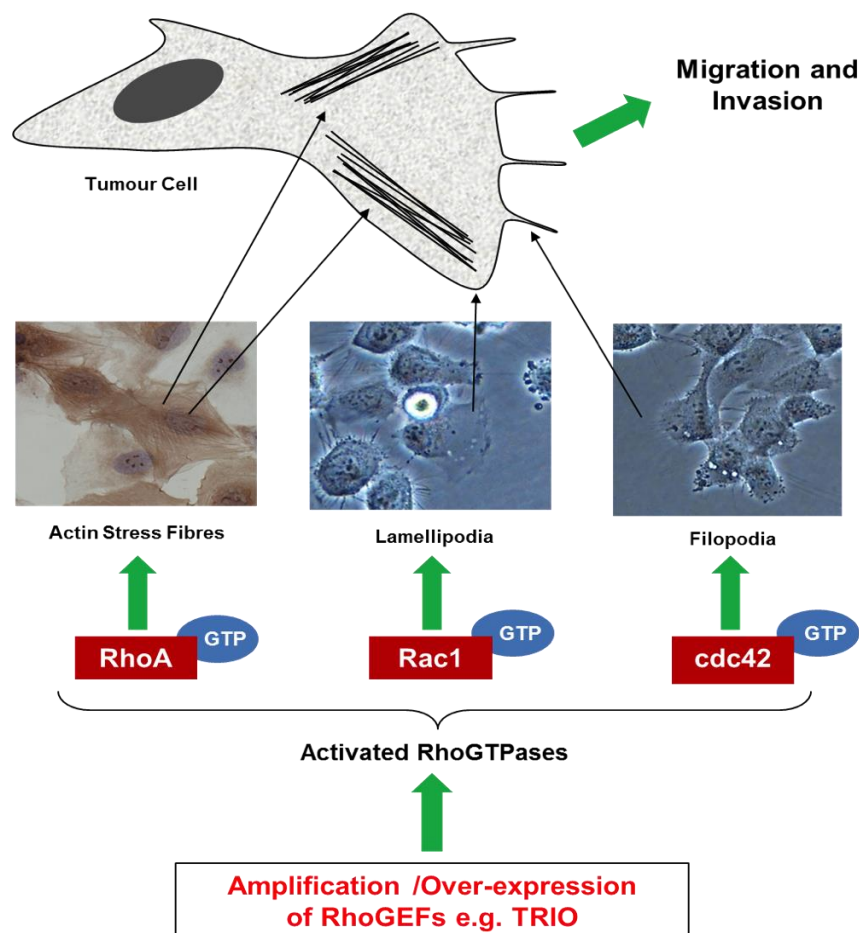 Migration and
Invasion
Tumour Cell
Actin Stress Fibres
Lamellipodia
Filopodia
GTP
RhoA
GTP
Rac1
GTP
cdc42
Activated RhoGTPases
Amplification /Over-expression
of RhoGEFs e.g. TRIO